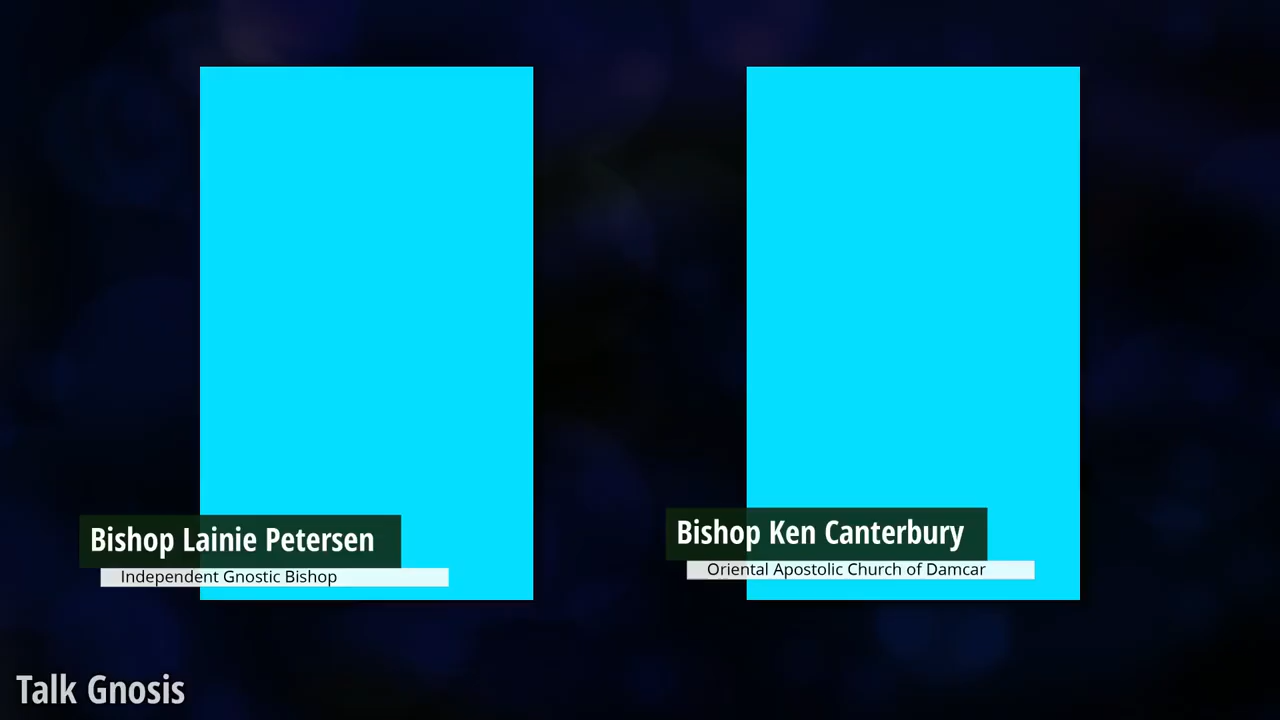 Bishop Lainie Petersen
Independent Gnostic Bishop
Bishop Ken Canterbury
Oriental Apostolic Church of Damcar
Talk Gnosis